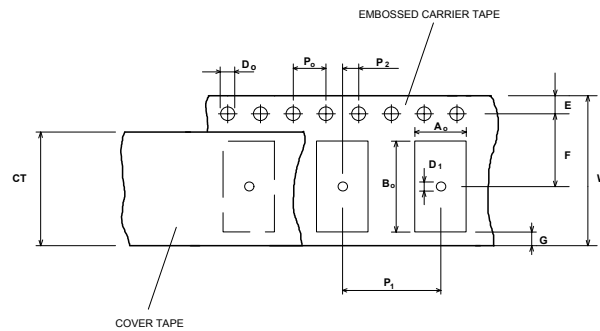 EMBOSSED CARRIER TAPE
Do
Po
P2
E
Ao
F
D1
CT
Bo
W
G
P1
COVER TAPE